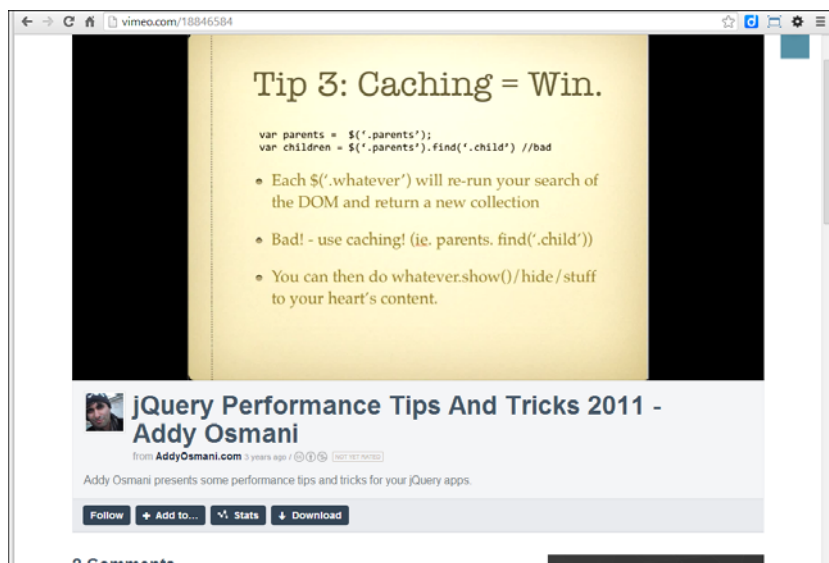 vimeo.com/18846584
Tip 3: Caching = Win.
var parents = $(‘.parents’);
var children = $(‘.parents’).find(‘.child’) //bad
• Each $(‘.whatever’) will re-run your search of
the DOM and return a new collection
• Bad! - use caching! (ie. parents. find(‘.child’))
• You can then do whatever.show()/hide/stuff
to your heart’s content.
jQuery Performance Tips And Tricks 2011 -
Addy Osmani
from AddyOsmani.com 3 years ago / NOT YET RATED
Addy Osmani presents some performance tips and tricks for your jQuery apps.
Follow + Add to... Stats Download